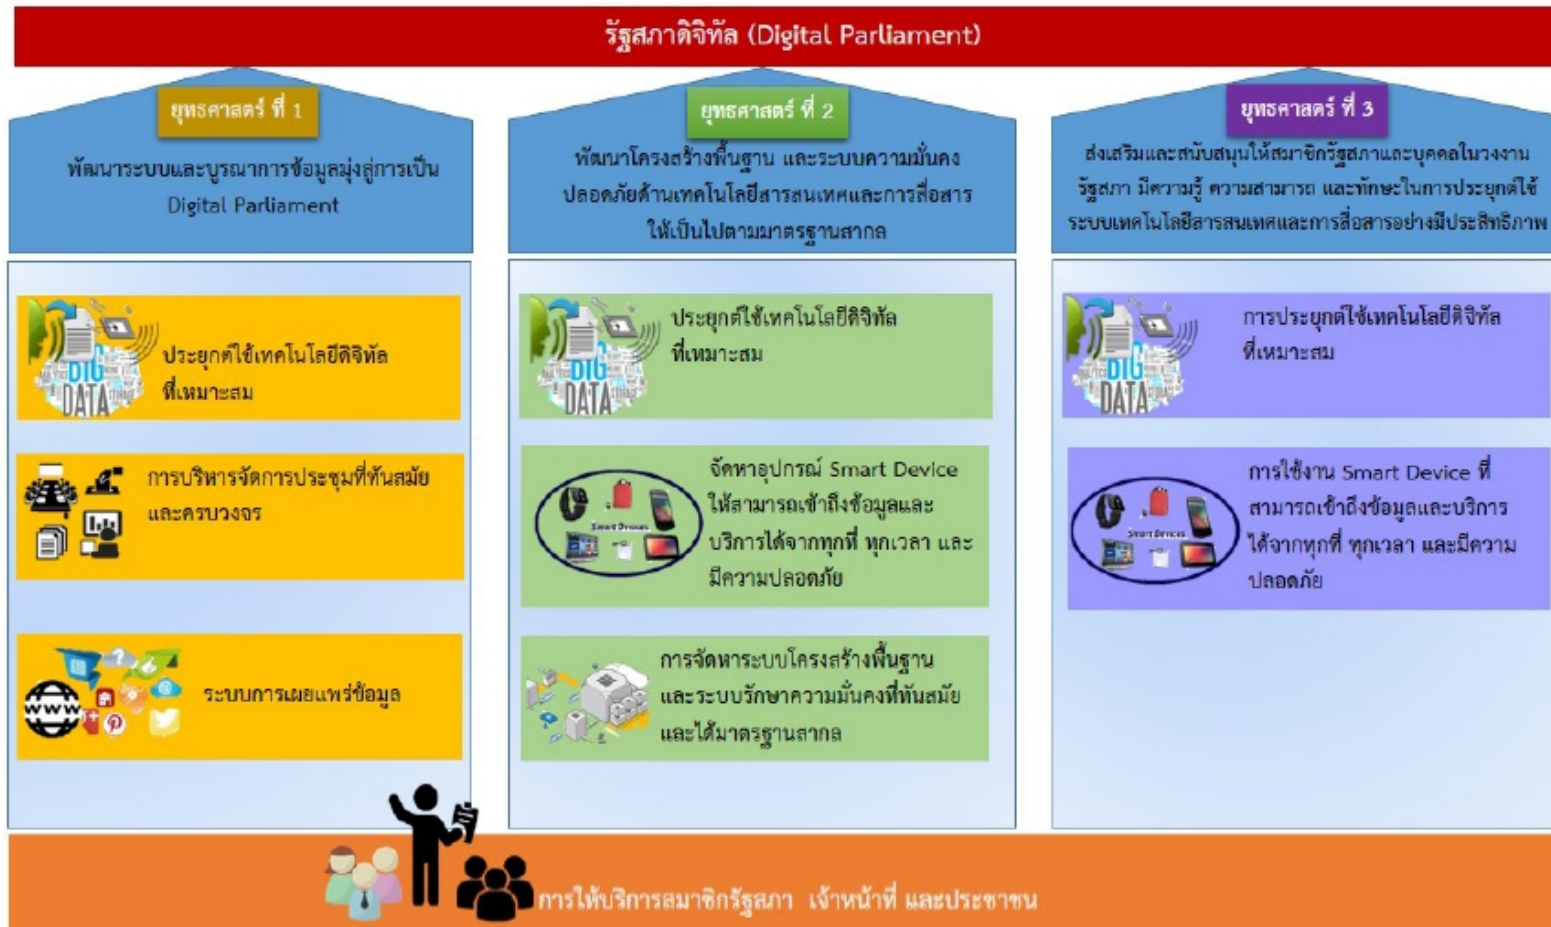 รัฐสภาดิจิทัล (Digital Parliament)
ยุทธศาสตร์ ที่ 1
พัฒนาระบบและบูรณาการข้อมูลมุ่งสู่การเป็น
Digital Parliament
ประยุกต์ใช้เทคโนโลยีดิจิทัล
ที่เหมาะสม
BIG
DATA
การบริหารจัดการประชุมที่ทันสมัย
และครบวงจร
ระบบการเผยแพร่ข้อมูล
www
ยุทธศาสตร์ ที่ 2
พัฒนาโครงสร้างพื้นฐาน และระบบความมั่นคง
ปลอดภัยด้านเทคโนโลยีสารสนเทศและการสื่อสาร
ให้เป็นไปตามมาตรฐานสากล
ประยุกต์ใช้เทคโนโลยีดิจิทัล
ที่เหมาะสม
BIG
DATA
จัดหาอุปกรณ์ Smart Device
ให้สามารถเข้าถึงข้อมูลและ
บริการได้จากทุกที่ ทุกเวลา และ
มีความปลอดภัย
Smart Devices
การจัดหาระบบโครงสร้างพื้นฐาน
และระบบรักษาความมั่นคงที่ทันสมัย
และได้มาตรฐานสากล
ยุทธศาสตร์ ที่ 3
ส่งเสริมและสนับสนุนให้สมาชิกรัฐสภาและบุคคลในวงงาน
รัฐสภา มีความรู้ ความสามารถ และทักษะในการประยุกต์ใช้
ระบบเทคโนโลยีสารสนเทศและการสื่อสารอย่างมีประสิทธิภาพ
การประยุกต์ใช้เทคโนโลยีดิจิทัล
ที่เหมาะสม
BIG
DATA
การใช้งาน Smart Device ที่
สามารถเข้าถึงข้อมูลและบริการ
ได้จากทุกที่ ทุกเวลา และมีความ
ปลอดภัย
Smart Devices
การให้บริการสมาชิกรัฐสภา เจ้าหน้าที่ และประชาชน